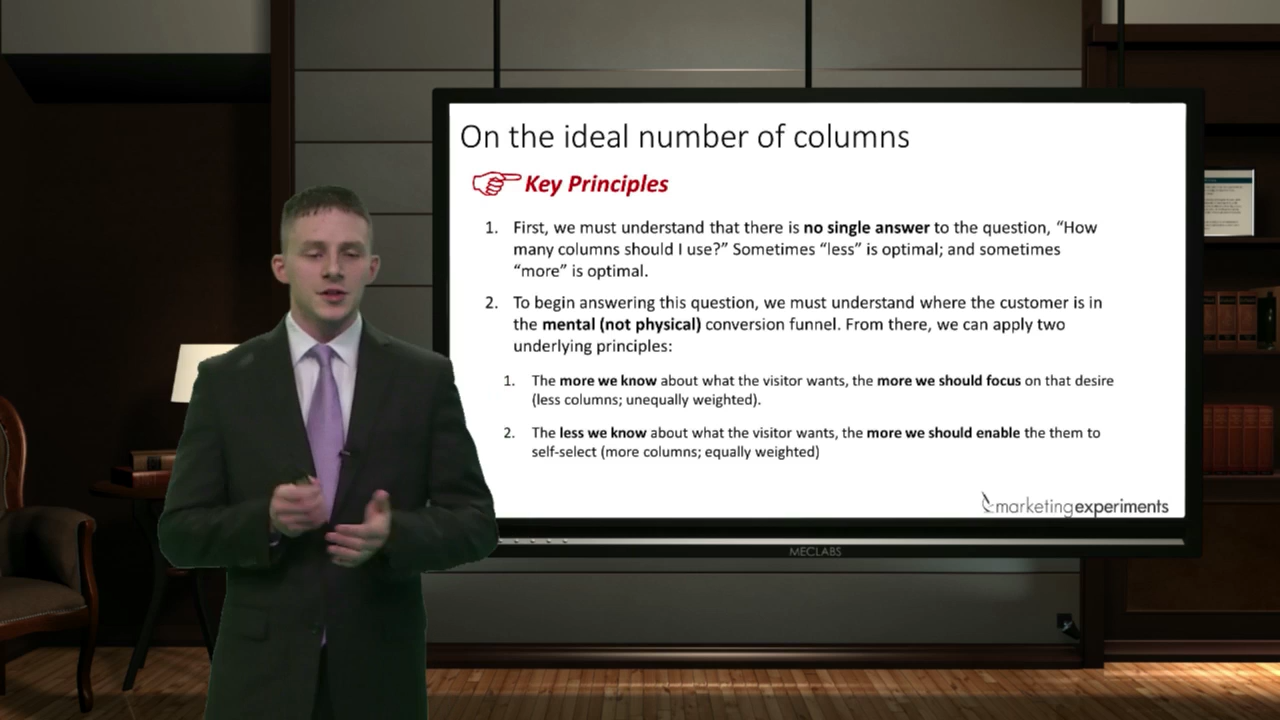 On the ideal number of columns
Key Principles
1. First, we must understand that there is no single answer to the question, “How
many columns should I use?” Sometimes “less” is optimal; and sometimes
“more” is optimal.
2. To begin answering this question, we must understand where the customer is in
the mental (not physical) conversion funnel. From there, we can apply two
underlying principles:
1. The more we know about what the visitor wants, the more we should focus on that desire
(less columns; unequally weighted).
2. The less we know about what the visitor wants, the more we should enable the them to
self-select (more columns; equally weighted)
marketingexperiments
MECLABS